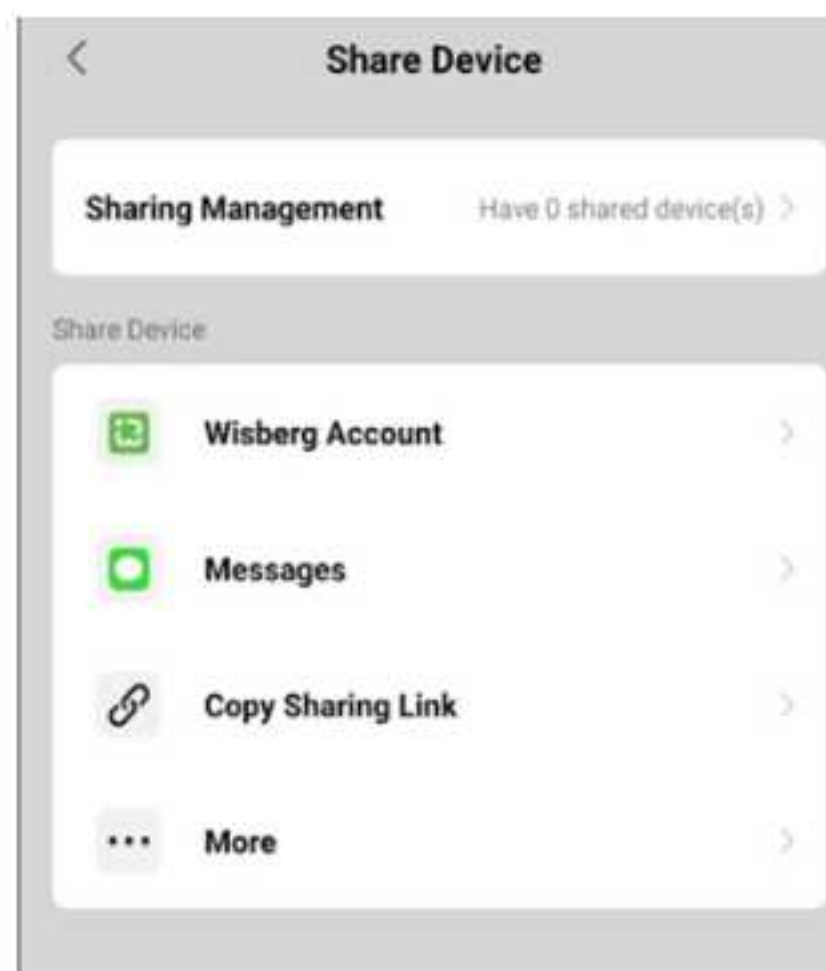 Share Device
Sharing Management Have 0 shared device(s)
Share Device
Wisberg Account
Messages
Copy Sharing Link
More